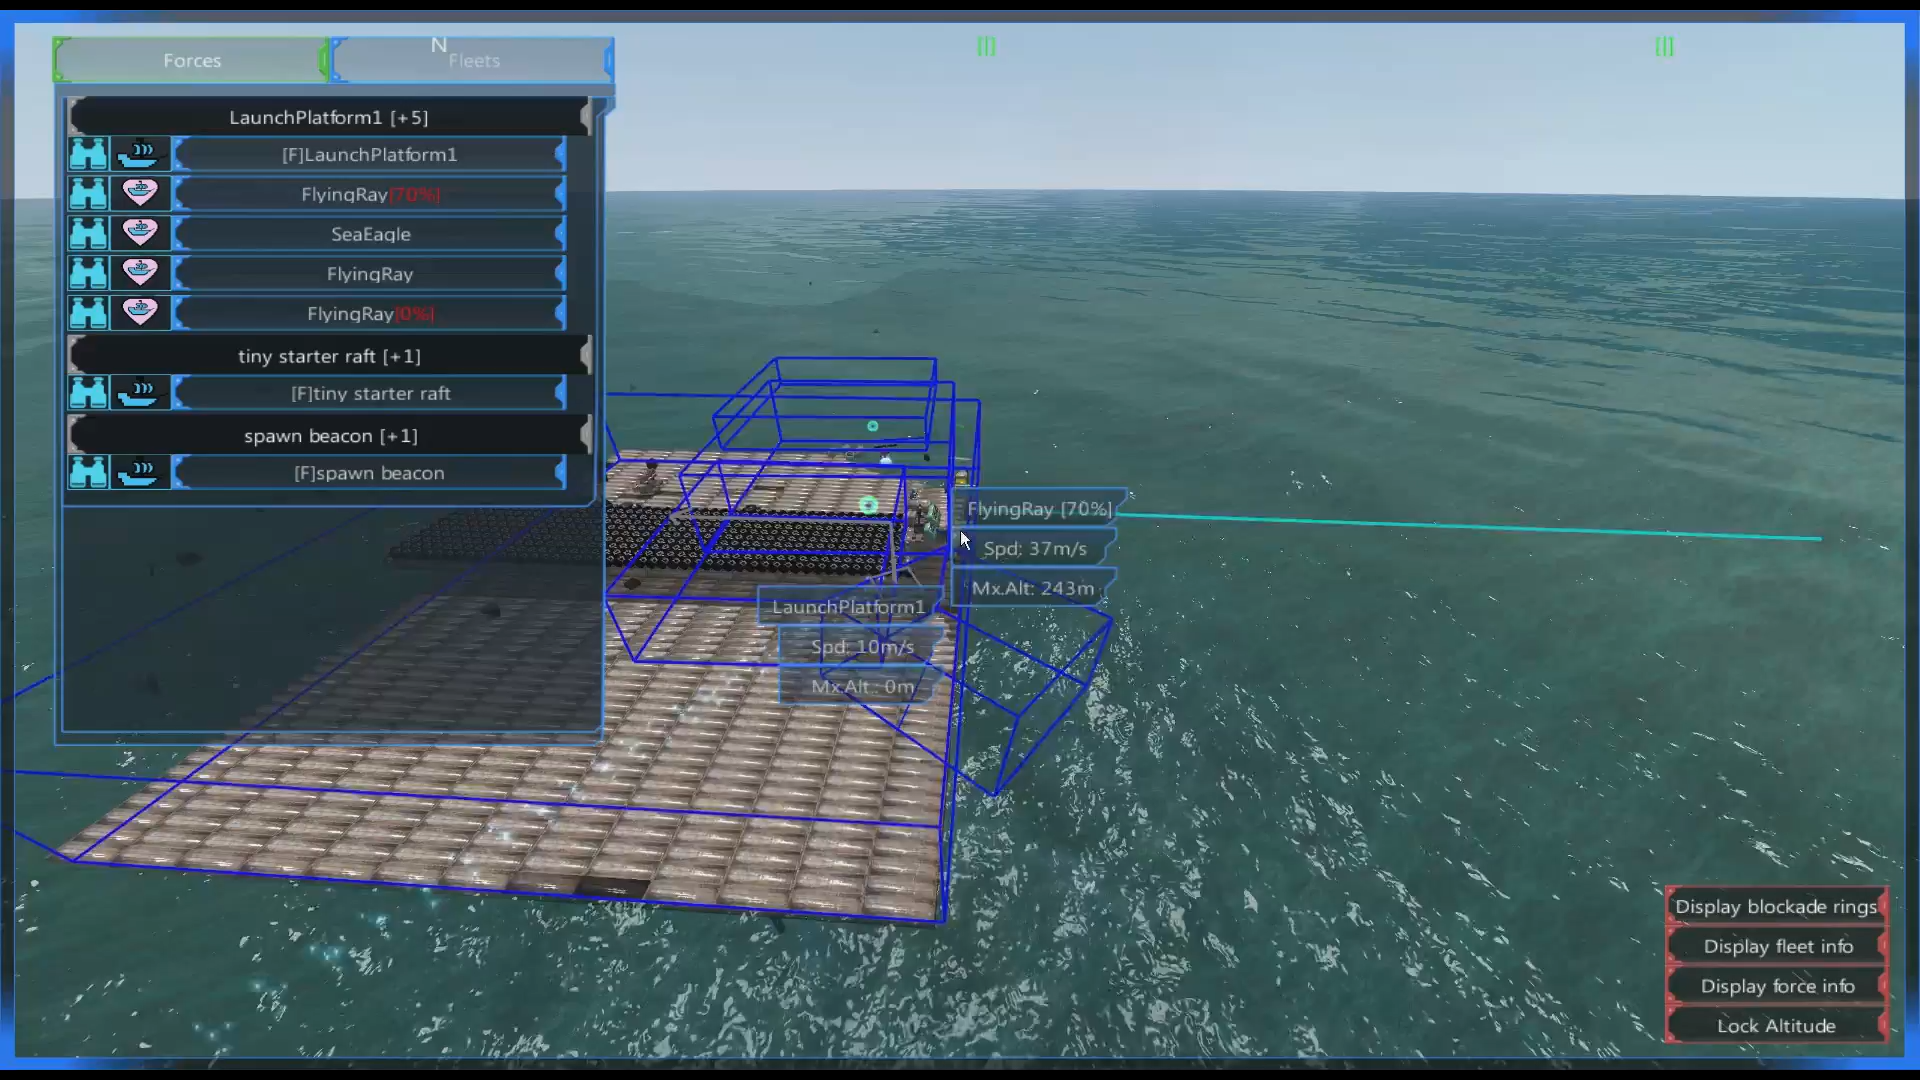 Forces
N
Fleets
LaunchPlatform1 [+5]
[F]LaunchPlatform1
FlyingRay[70%]
SeaEagle
FlyingRay
FlyingRay[0%]
tiny starter raft [+1]
[F]tiny starter raft
spawn beacon [+1]
[F]spawn beacon
FlyingRay [70%]
Spd: 37m/s
Mx.Alt: 243m
LaunchPlatform1
Spd: 10m/s
Mx.Alt.: 0m
Display blockade rings
Display fleet info
Display force info
Lock Altitude